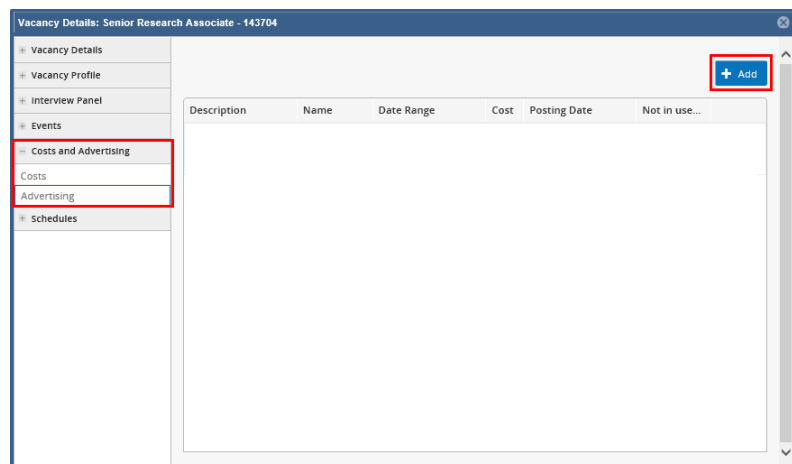 Vacancy Details: Senior Research Associate - 143704
Vacancy Details
Vacancy Profile
Interview Panel
Events
Costs and Advertising
Costs
Advertising
Schedules
+ Add
Description Name Date Range Cost Posting Date Not in use...